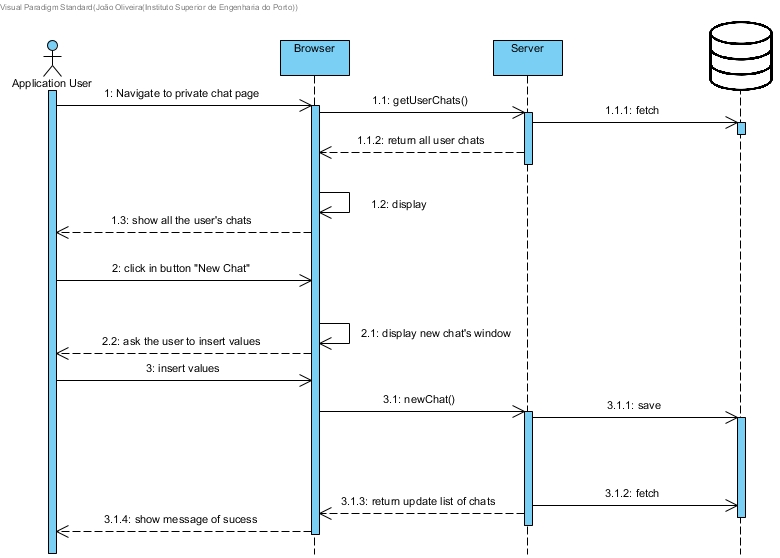 Visual Paradigm Standard(João Oliveira(Instituto Superior de Engenharia do Porto))
Browser
Server
Application User
1: Navigate to private chat page
1.1: getUserChats()
1.1.1: fetch
1.1.2: return all user chats
1.2: display
1.3: show all the user's chats
2: click in button "New Chat"
2.1: display new chat's window
2.2: ask the user to insert values
3: insert values
3.1: newChat()
3.1.1: save
3.1.2: fetch
3.1.3: return update list of chats
3.1.4: show message of sucess